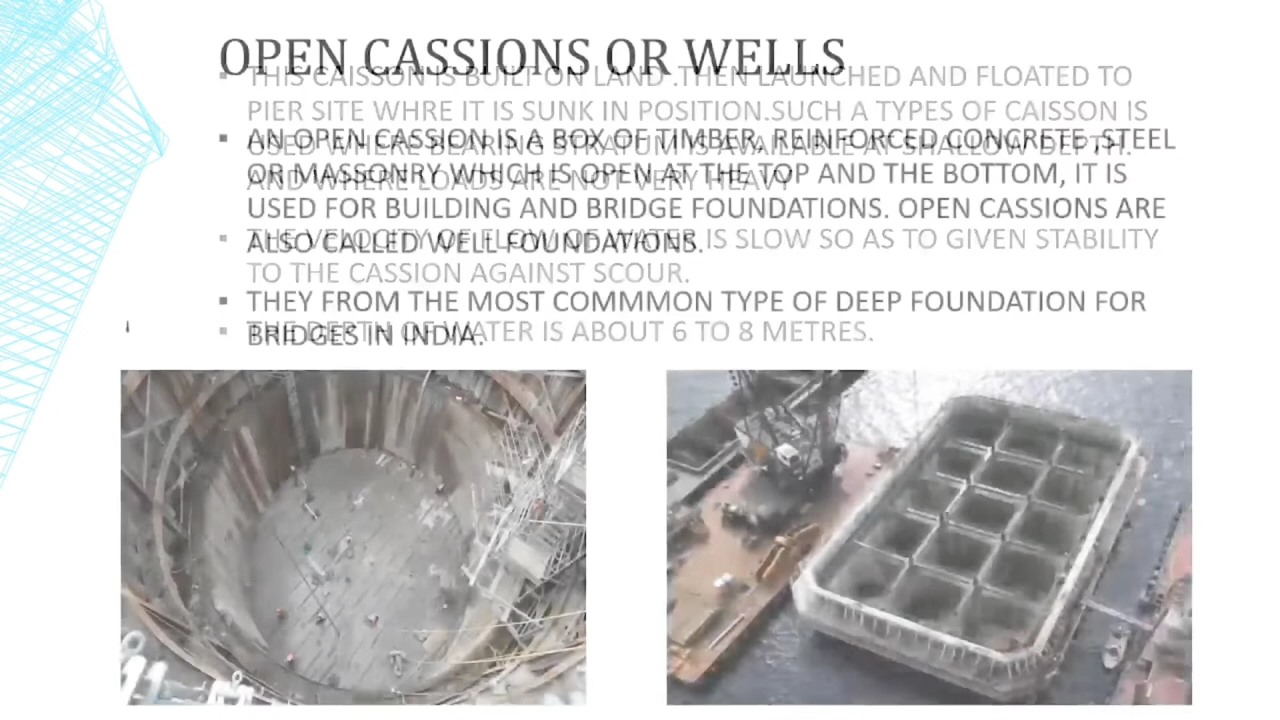 OPEN CASSIONS OR WELLS
THIS CAISSON IS BUILT ON LAND .THEN LAUNCHED AND FLOATED TO
PIER SITE WHRE IT IS SUNK IN POSITION.SUCH A TYPES OF CAISSON IS
AN OPEN CASSION IS A BOX OF TIMBER, REINFORCED CONCRETE ,STEEL
USED WHERE BEARING STRATUM IS AVAILABLE AT SHALLOW DEPTH.
OR MASSONRY WHICH IS OPEN AT THE TOP AND THE BOTTOM, IT IS
AND WHERE LOADS ARE NOT VERY HEAVY
USED FOR BUILDING AND BRIDGE FOUNDATIONS. OPEN CASSIONS ARE
THE VELOCITY OF FLOW OF WATER IS SLOW SO AS TO GIVEN STABILITY
ALSO CALLED WELL FOUNDATIONS.
TO THE CASSION AGAINST SCOUR.
THEY FROM THE MOST COMMMON TYPE OF DEEP FOUNDATION FOR
THE DEPTH OF WATER IS ABOUT 6 TO 8 METRES.
BRIDGES IN INDIA.